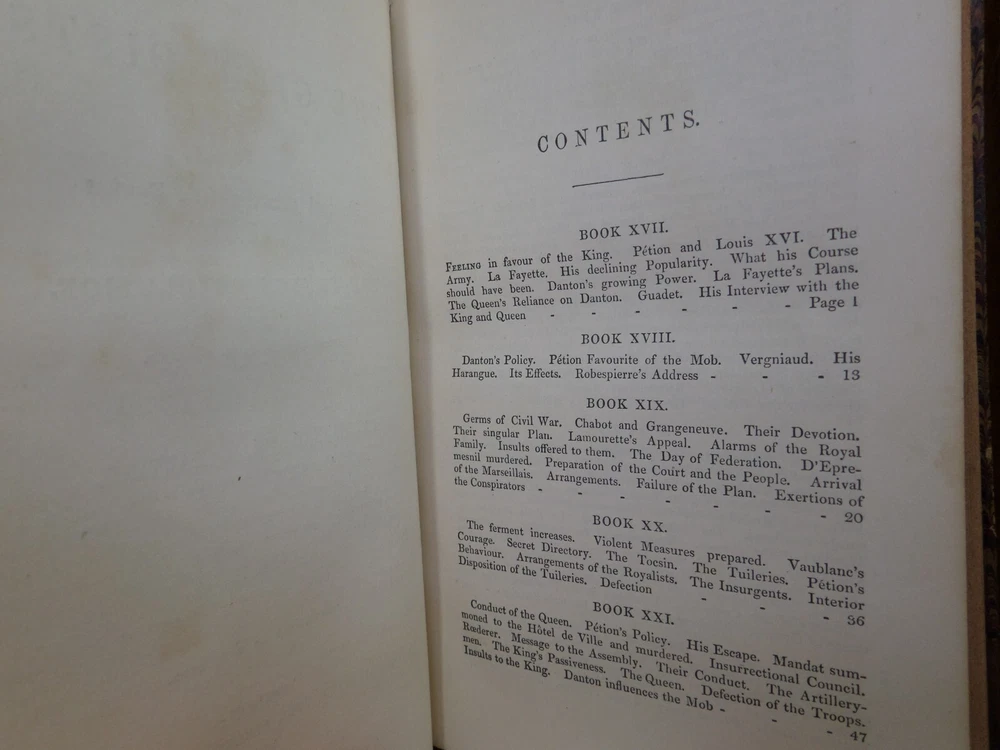 CONTENTS.
BOOK XVII.
FEELING in favour of the King. Pétion and Louis XVI. The
Army. La Fayette. His declining Popularity. What his Course
should have been. Danton's growing Power. La Fayette's Plans.
The Queen's Reliance on Danton. Guadet. His Interview with the
King and Queen - - - - - - Page 1
BOOK XVIII.
Danton's Policy. Pétion Favourite of the Mob. Vergniaud. His
Harangue. Its Effects. Robespierre's Address - - - 13
BOOK XIX.
Germs of Civil War. Chabot and Grangeneuve. Their Devotion.
Their singular Plan. Lamourette's Appeal. Alarms of the Royal
Family. Insults offered to them. The Day of Federation. D'Epre-
mesnil murdered. Preparation of the Court and the People. Arrival
of the Marseillais. Arrangements. Failure of the Plan. Exertions of
the Conspirators - - - - - - - 20
BOOK XX.
The ferment increases. Violent Measures prepared. Vaublanc's
Courage. Secret Directory. The Tocsin. The Tuileries. Pétion's
Behaviour. Arrangements of the Royalists. The Insurgents. Interior
Disposition of the Tuileries. Defection - - - 36
BOOK XXI.
Conduct of the Queen. Pétion's Policy. His Escape. Mandat sum-
moned to the Hôtel de Ville and murdered. Insurrectional Council.
Rœderer. Message to the Assembly. Their Conduct. The Artillery-
men. The King's Passiveness. The Queen. Defection of the Troops.
Insults to the King. Danton influences the Mob - - - 47